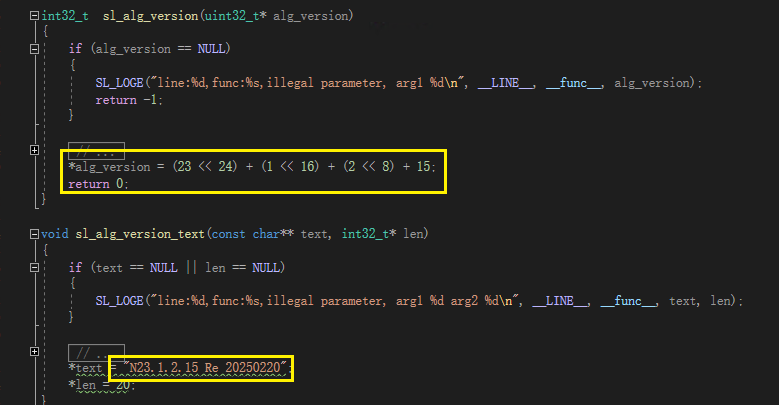 int32_t  sl_alg_version(uint32_t* alg_version)
{
if (alg_version == NULL)
{
SL_LOGE("line:%d,func:%s,illegal parameter, arg1 %d\n", __LINE__, __func__, alg_version);
return -1;
}
// ...
*alg_version = (23 << 24) + (1 << 16) + (2 << 8) + 15;
return 0;
}
void sl_alg_version_text(const char** text, int32_t* len)
{
if (text == NULL || len == NULL)
{
SL_LOGE("line:%d,func:%s,illegal parameter, arg1 %d arg2 %d\n", __LINE__, __func__, text, len);
}
// ...
*text = "N23.1.2.15 Re 20250220";
*len = 20;
}